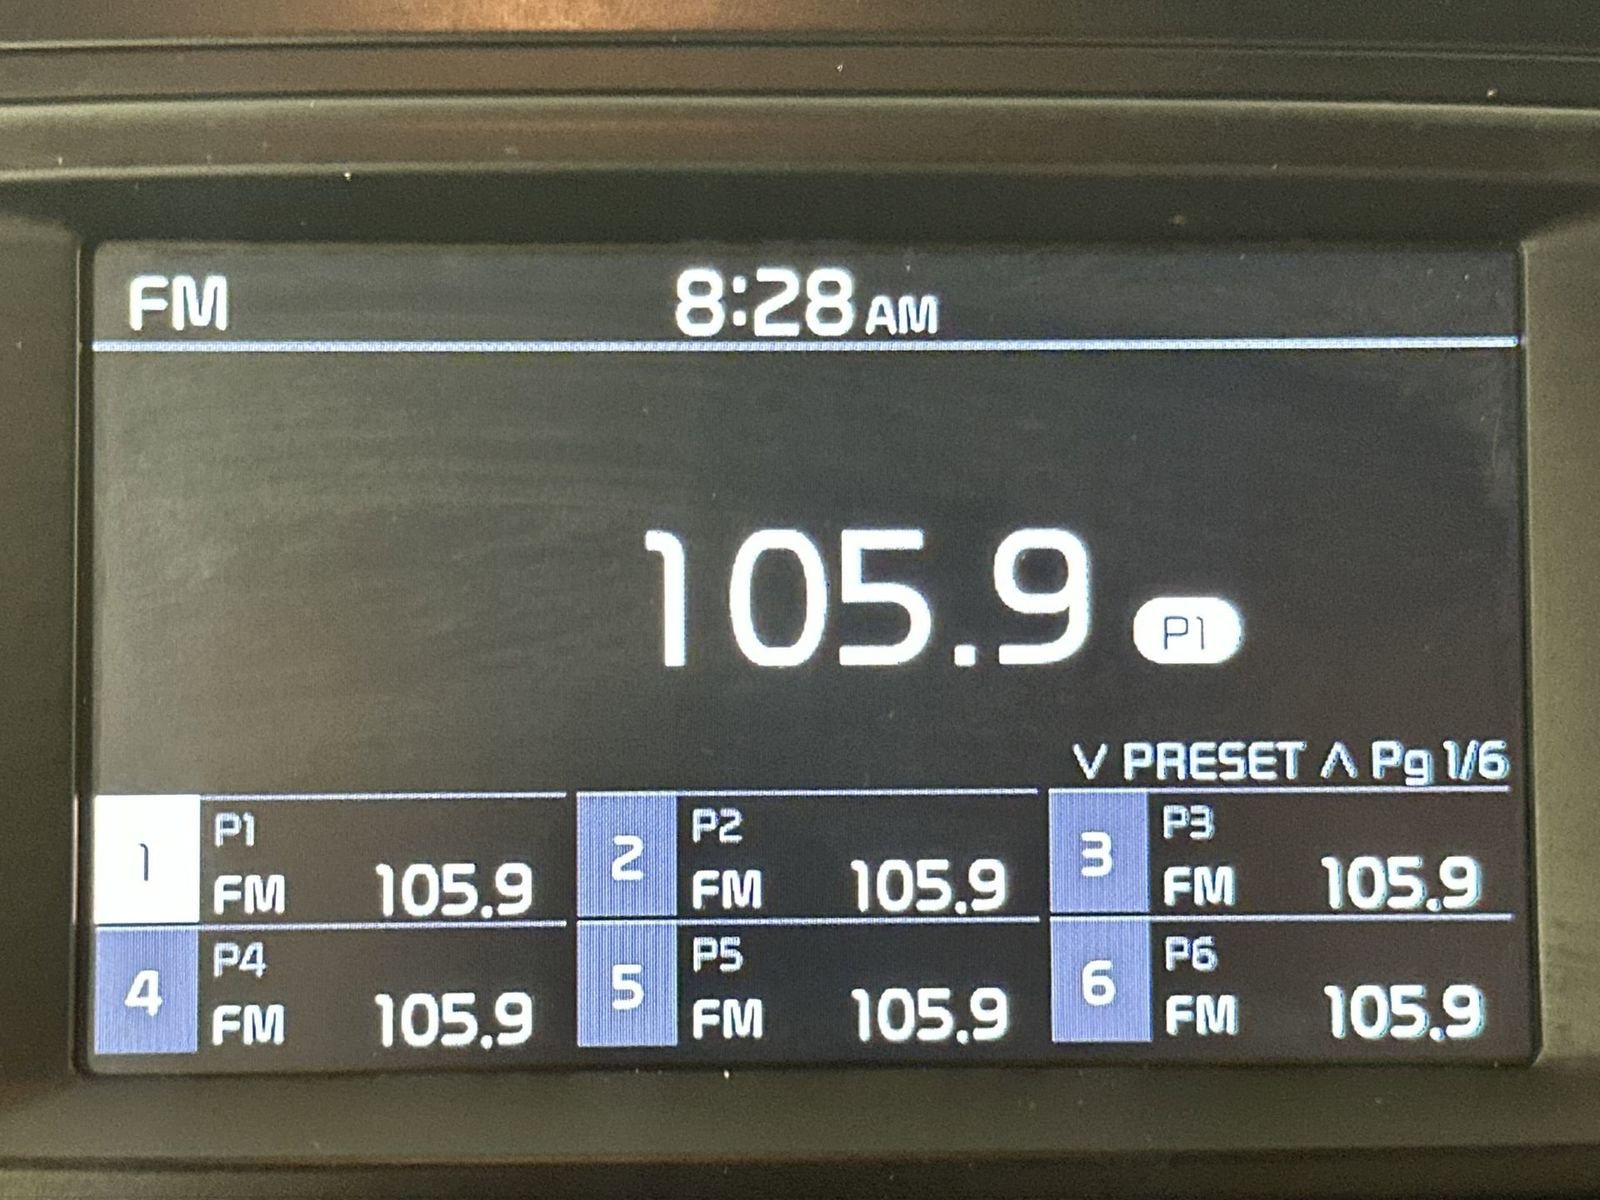 FM 8:28 AM
105.9 P1
V PRESET Λ Pg 1/6
1 P1 2 P2 3 P3
FM 105.9 FM 105.9 FM 105.9
4 P4 5 P5 6 P6
FM 105.9 FM 105.9 FM 105.9